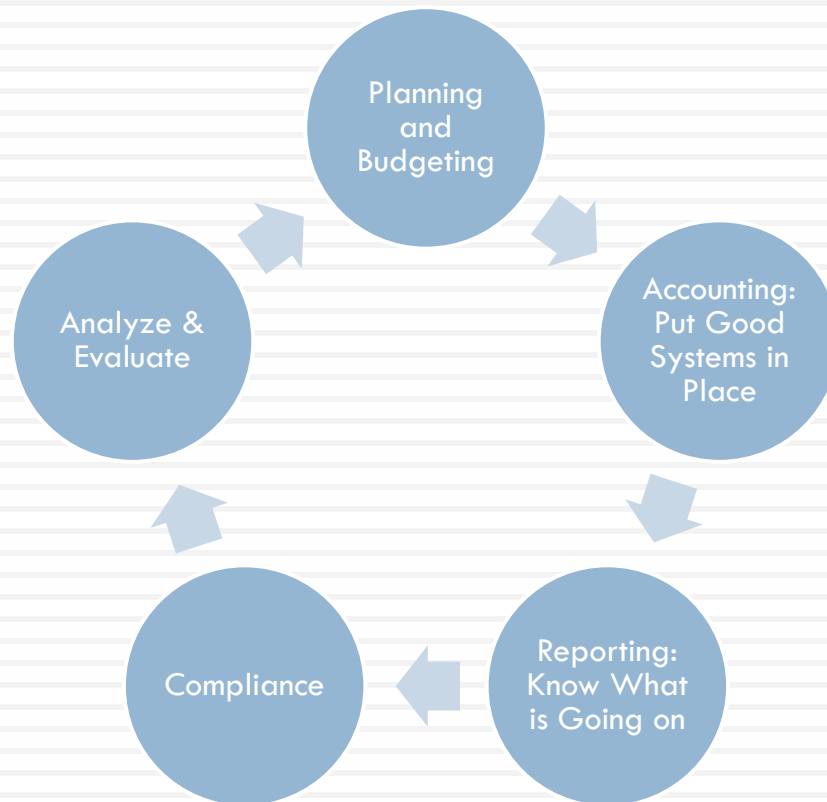 Planning
and
Budgeting
Accounting:
Put Good
Systems in
Place
Reporting:
Know What
is Going on
Compliance
Analyze &
Evaluate